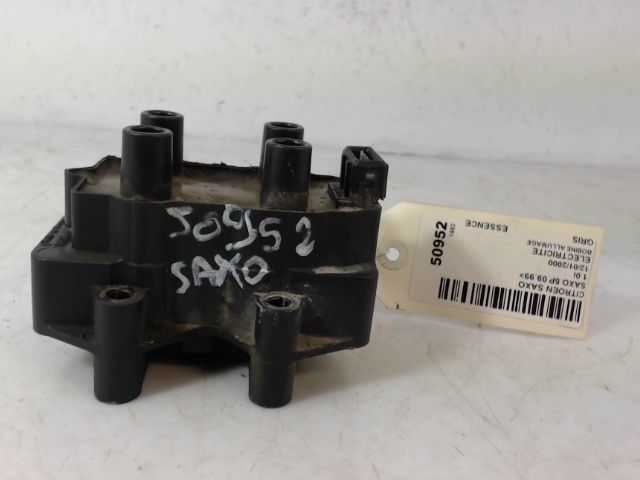 50952
SAXO
CITROEN SAXO
SAXO 5P 09.99>
1.0i
12/01/2000
ELECTRICITE
BOBINE ALLUMAGE
GRIS
50952
1443
ESSENCE